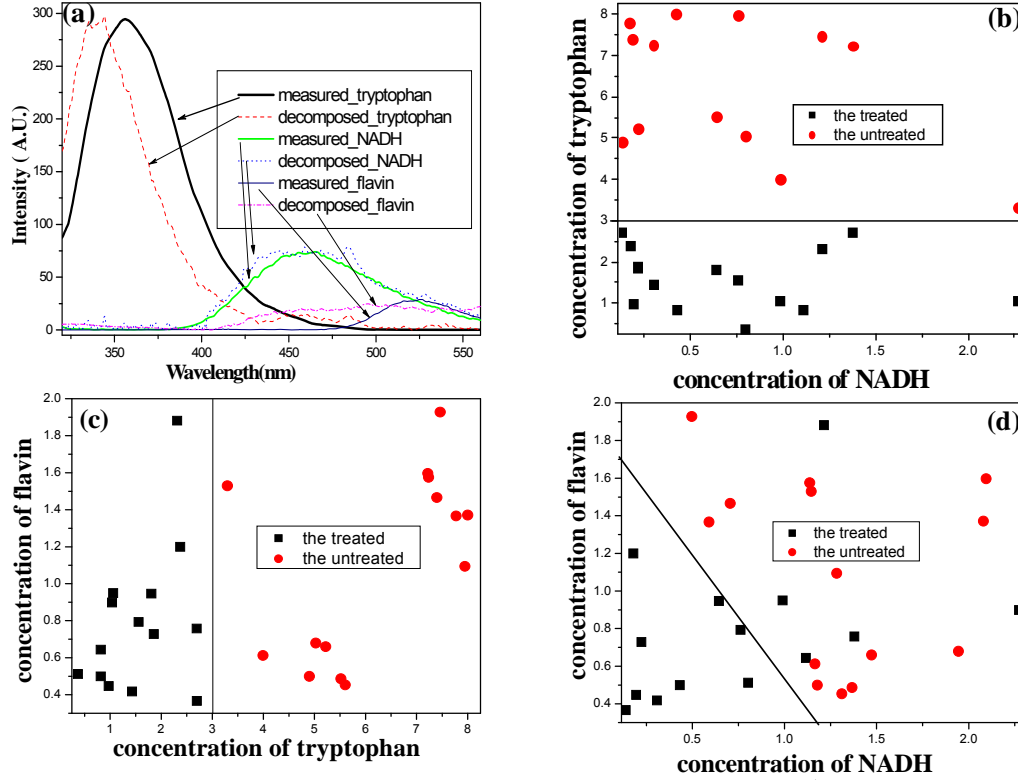 (a)
300
250
200
150
100
50
0
Intensity ( A.U.)
measured_tryptophan
decomposed_tryptophan
measured_NADH
decomposed_NADH
measured_flavin
decomposed_flavin
350 400 450 500 550
Wavelength(nm)
(b)
8
7
6
5
4
3
2
1
concentration of tryptophan
the treated
the untreated
0.5 1.0 1.5 2.0
concentration of NADH
(c)
2.0
1.8
1.6
1.4
1.2
1.0
0.8
0.6
0.4
concentration of flavin
the treated
the untreated
1 2 3 4 5 6 7 8
concentration of tryptophan
(d)
2.0
1.8
1.6
1.4
1.2
1.0
0.8
0.6
0.4
concentration of flavin
the treated
the untreated
0.5 1.0 1.5 2.0
concentration of NADH